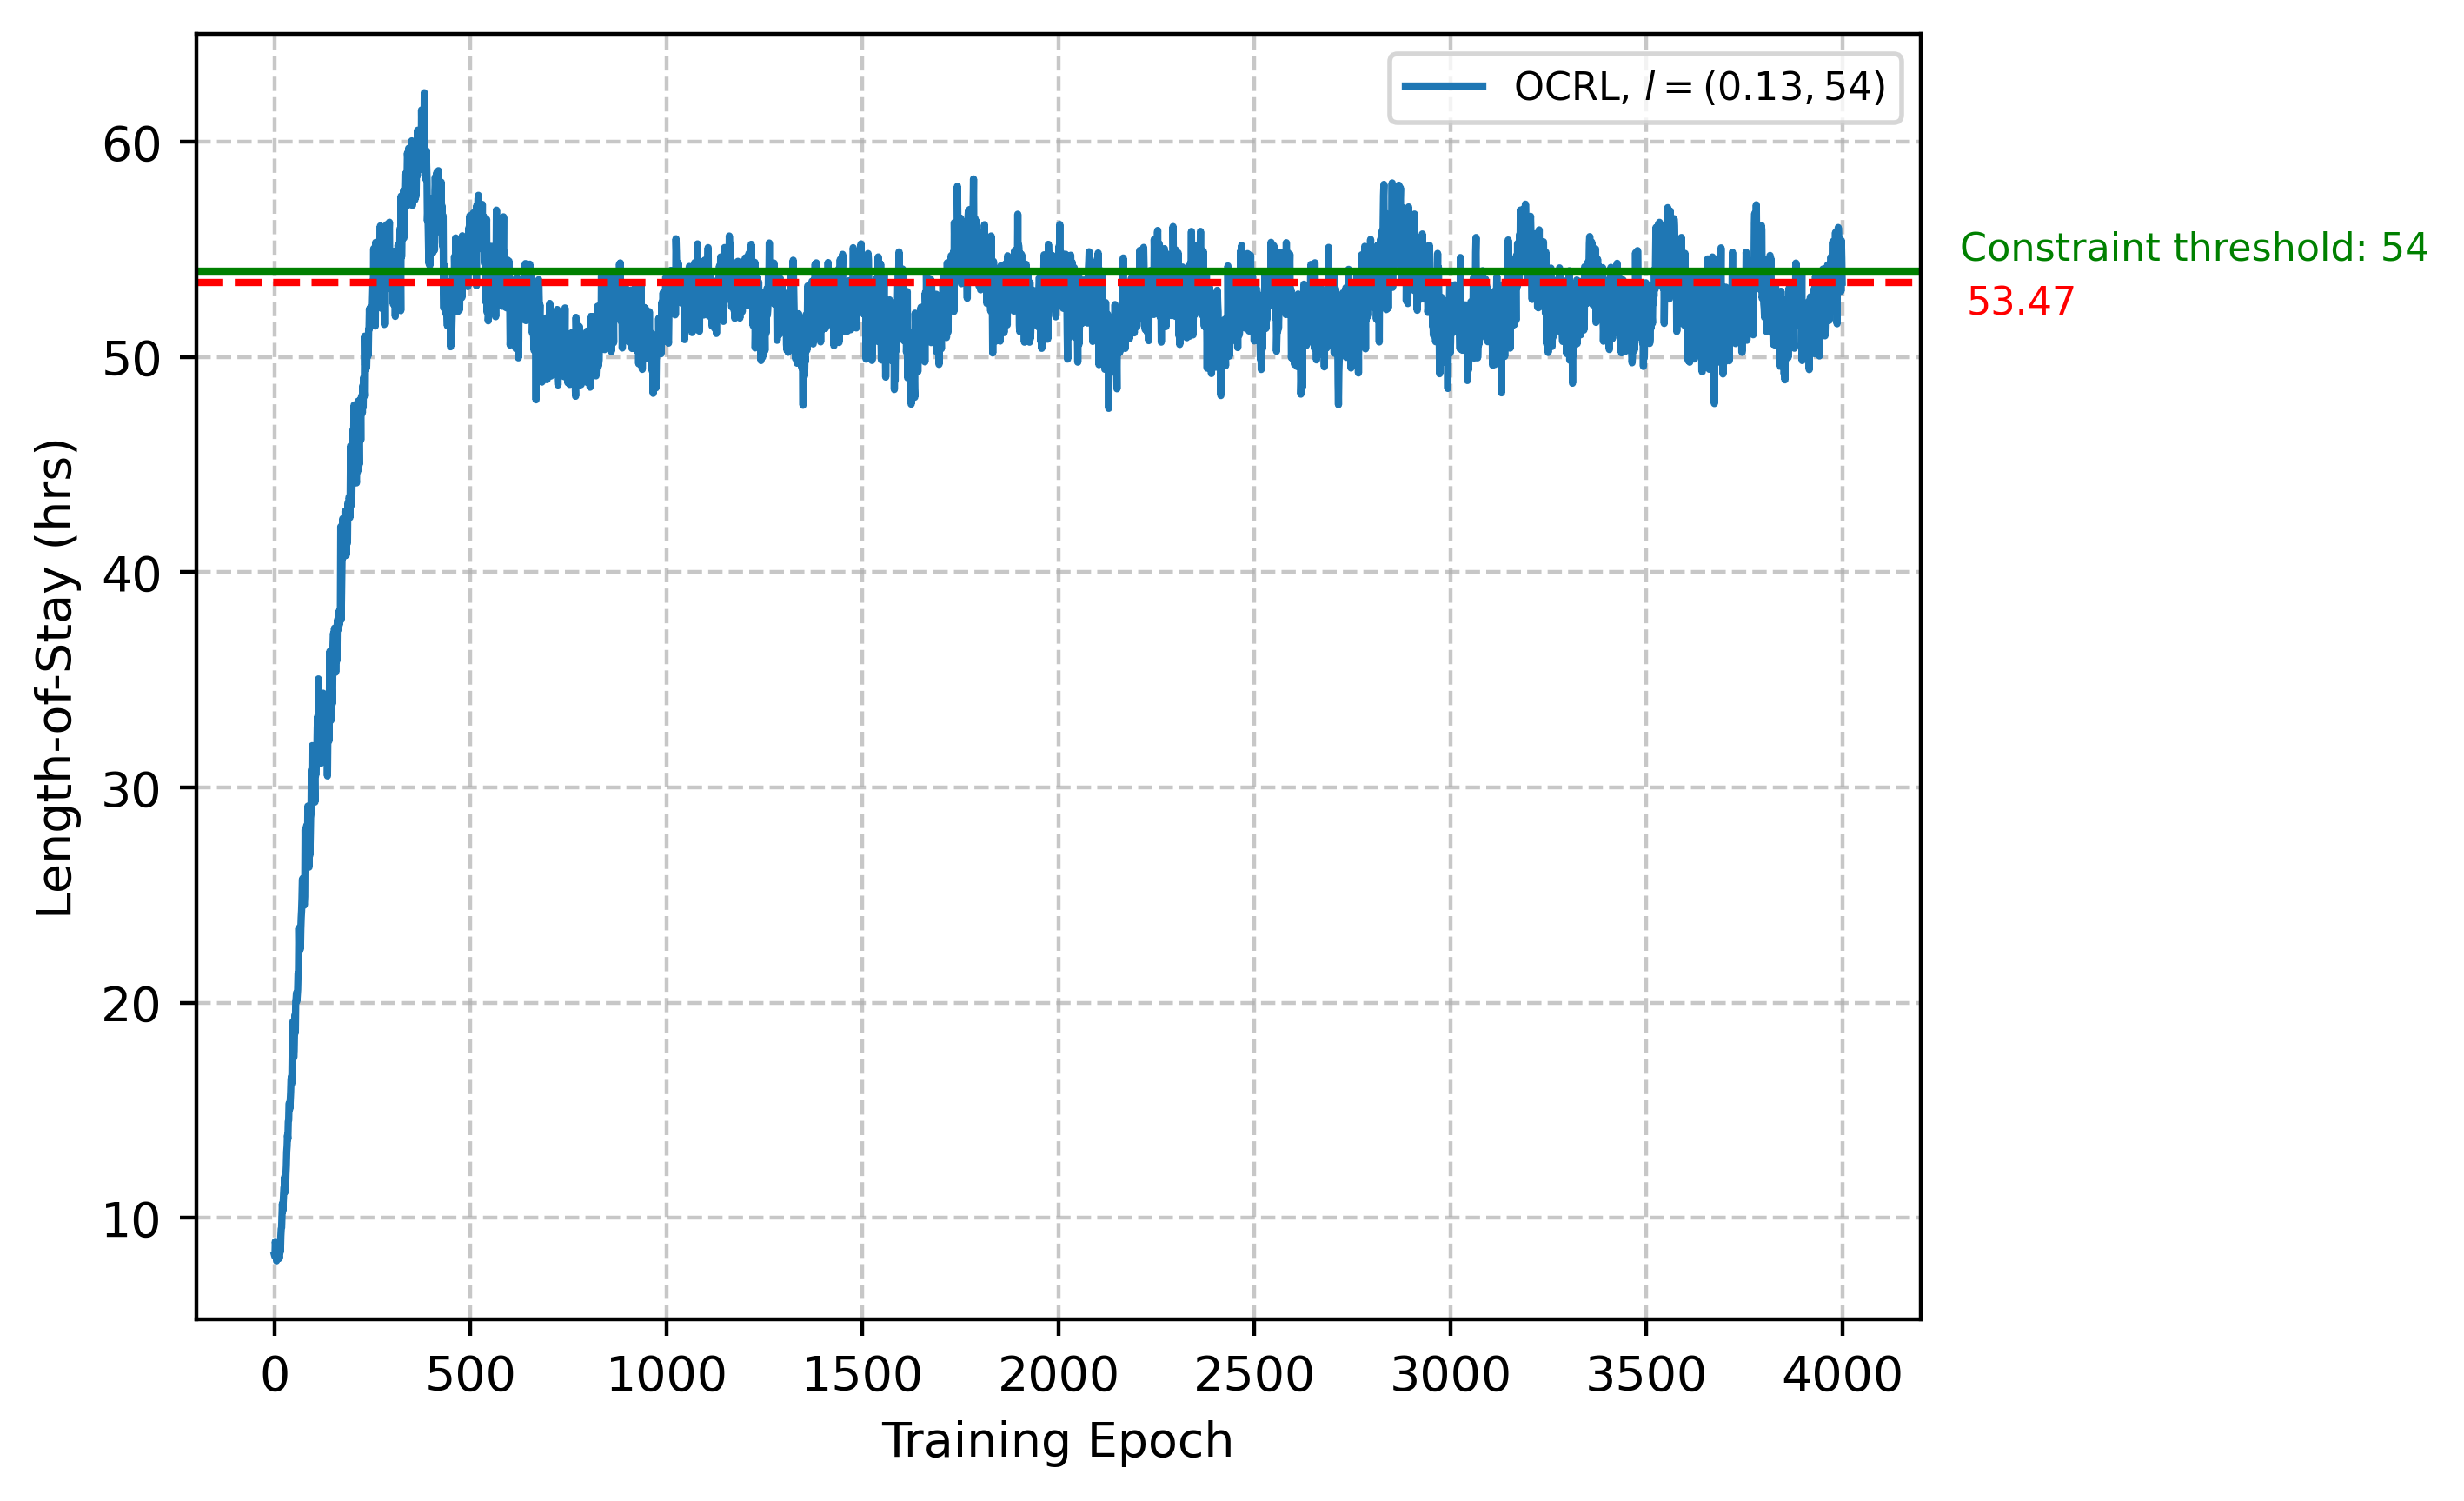 OCRL, l = (0.13, 54)
60
50
40
30
20
10
Length-of-Stay (hrs)
Constraint threshold: 54
53.47
0 500 1000 1500 2000 2500 3000 3500 4000
Training Epoch